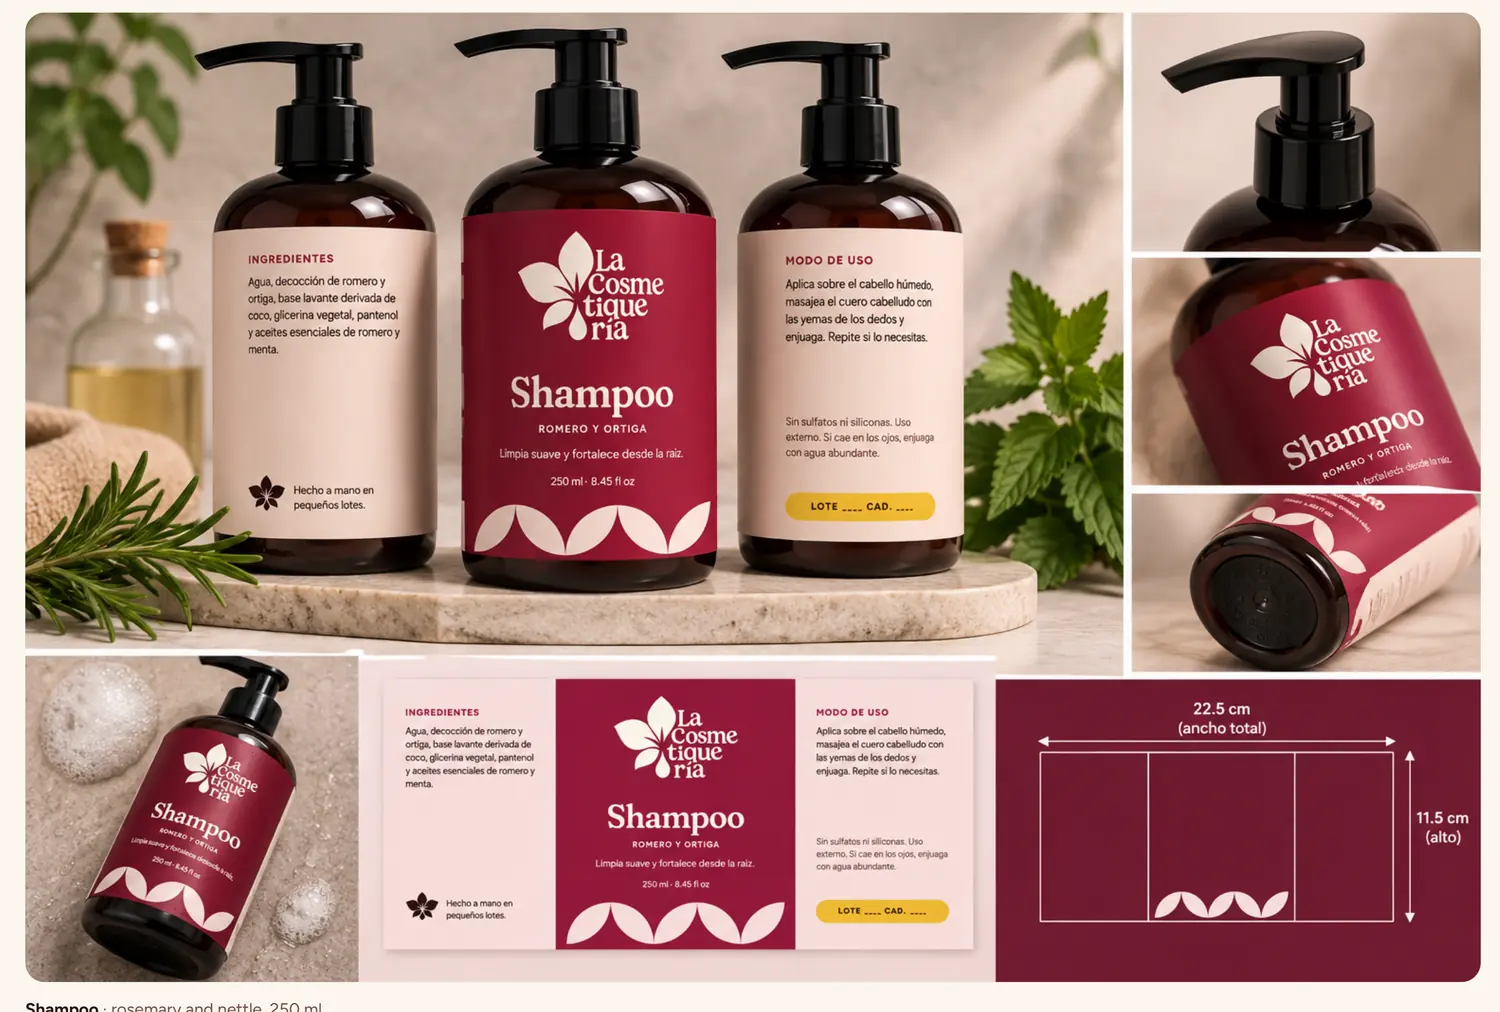 INGREDIENTES
Agua, decocción de romero y
ortiga, base lavante derivada de
coco, glicerina vegetal, pantenol
y aceites esenciales de romero y
menta.
Hecho a mano en
pequeños lotes.
La
Cosme
tique
ría
Shampoo
ROMERO Y ORTIGA
Limpia suave y fortalece desde la raíz.
250 ml · 8.45 fl oz
MODO DE USO
Aplica sobre el cabello húmedo,
masajea el cuero cabelludo con
las yemas de los dedos y
enjuaga. Repite si lo necesitas.
Sin sulfatos ni siliconas. Uso
externo. Si cae en los ojos, enjuaga
con agua abundante.
LOTE ____ CAD. ____
La
Cosme
tique
ría
Shampoo
ROMERO Y ORTIGA
La
Cosme
tique
ría
Shampoo
ROMERO Y ORTIGA
Limpia suave y fortalece desde la raíz.
250 ml · 8.45 fl oz
INGREDIENTES
Agua, decocción de romero y
ortiga, base lavante derivada de
coco, glicerina vegetal, pantenol
y aceites esenciales de romero y
menta.
Hecho a mano en
pequeños lotes.
La
Cosme
tique
ría
Shampoo
ROMERO Y ORTIGA
Limpia suave y fortalece desde la raíz.
250 ml · 8.45 fl oz
MODO DE USO
Aplica sobre el cabello húmedo,
masajea el cuero cabelludo con
las yemas de los dedos y
enjuaga. Repite si lo necesitas.
Sin sulfatos ni siliconas. Uso
externo. Si cae en los ojos, enjuaga
con agua abundante.
LOTE ____ CAD. ____
22.5 cm
(ancho total)
11.5 cm
(alto)
Shampoo · rosemary and nettle, 250 ml